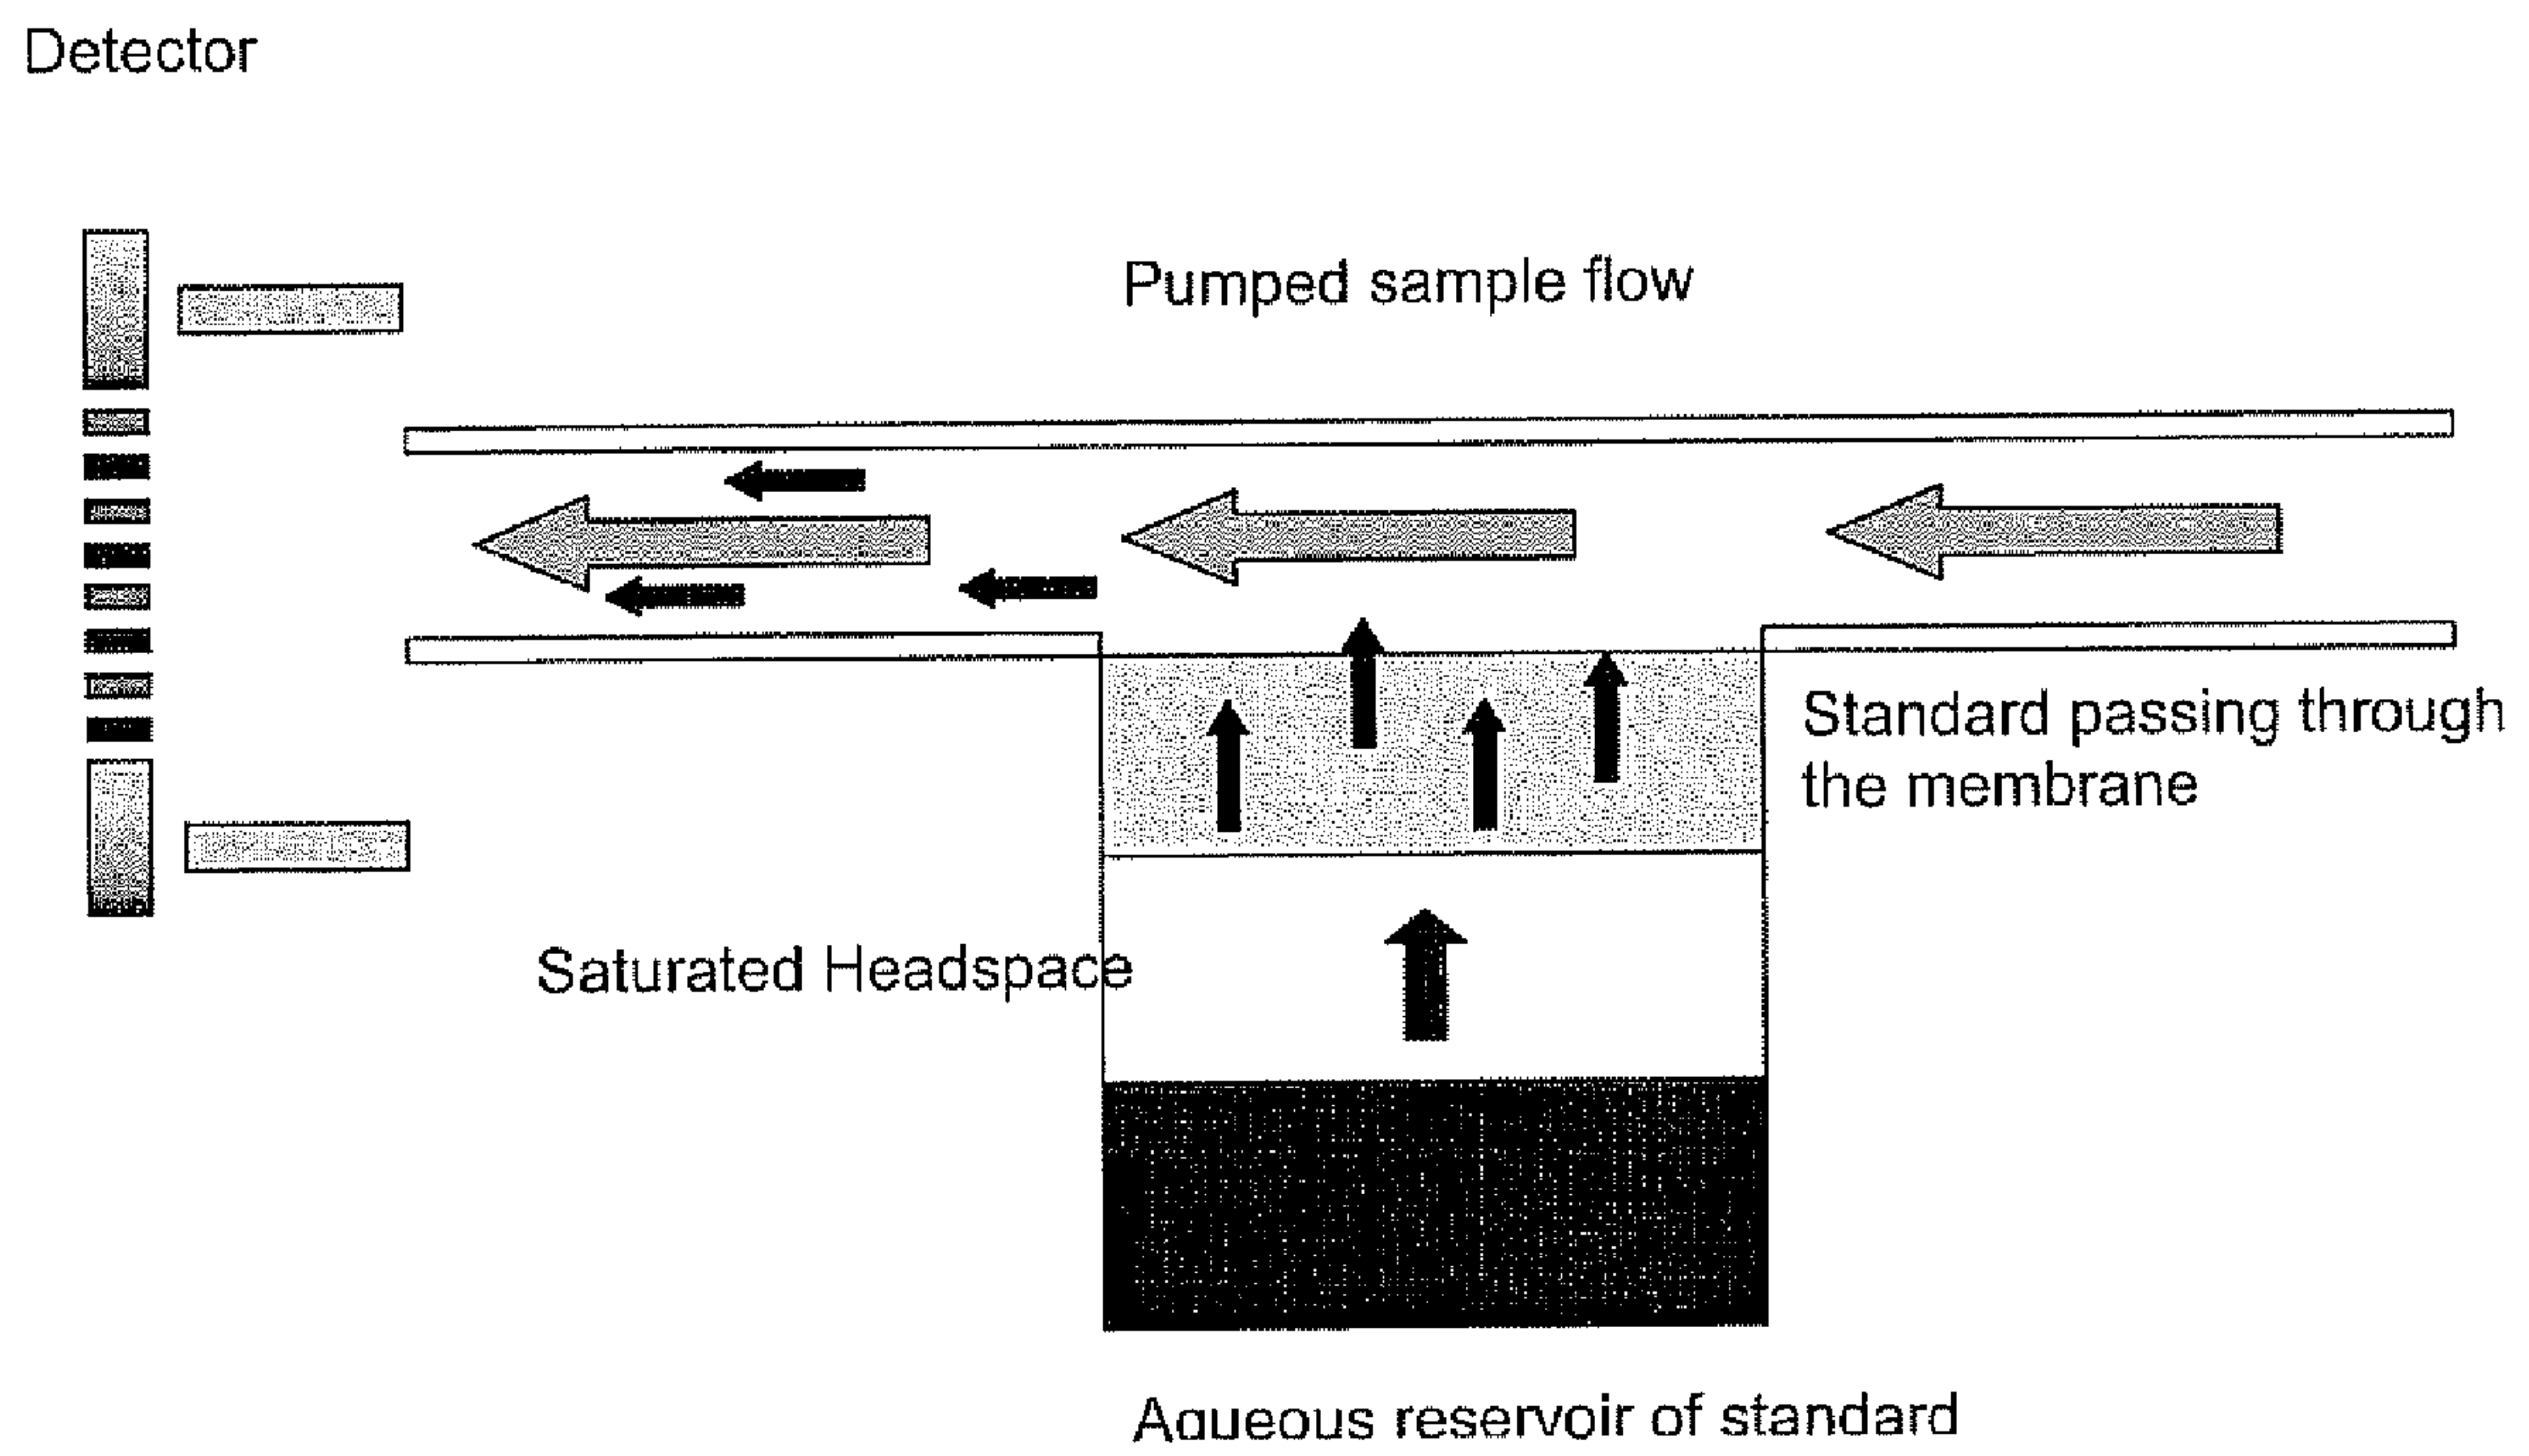 Detector
Pumped sample flow
Standard passing through
the membrane
Saturated Headspace
Aqueous reservoir of standard